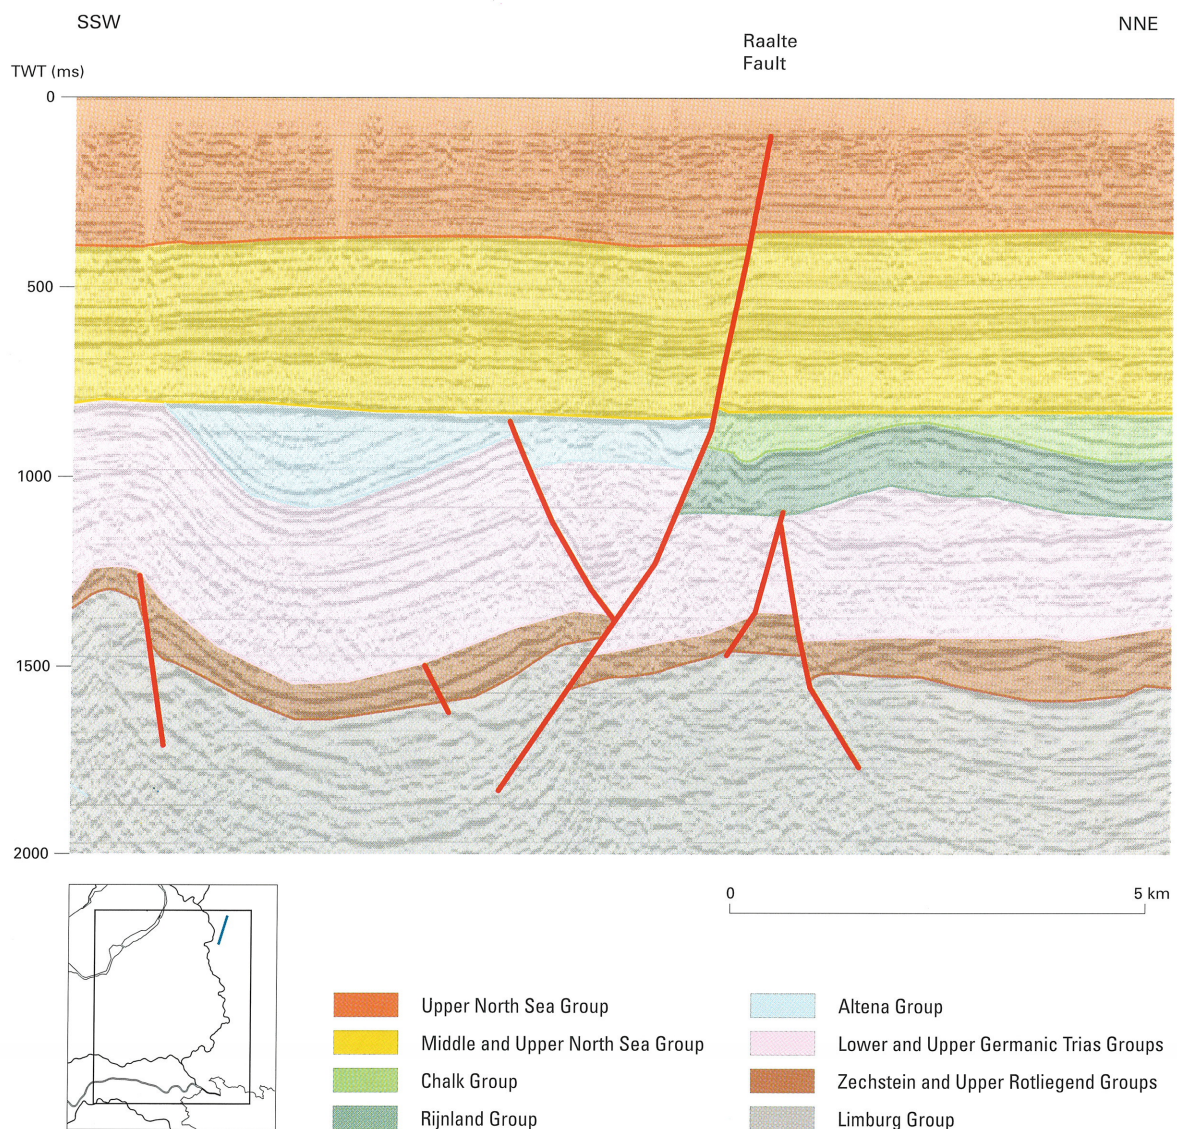 SSW
NNE
Raalte
Fault
TWT (ms)
0
500
1000
1500
2000
0
5 km
Upper North Sea Group
Middle and Upper North Sea Group
Chalk Group
Rijnland Group
Altena Group
Lower and Upper Germanic Trias Groups
Zechstein and Upper Rotliegend Groups
Limburg Group